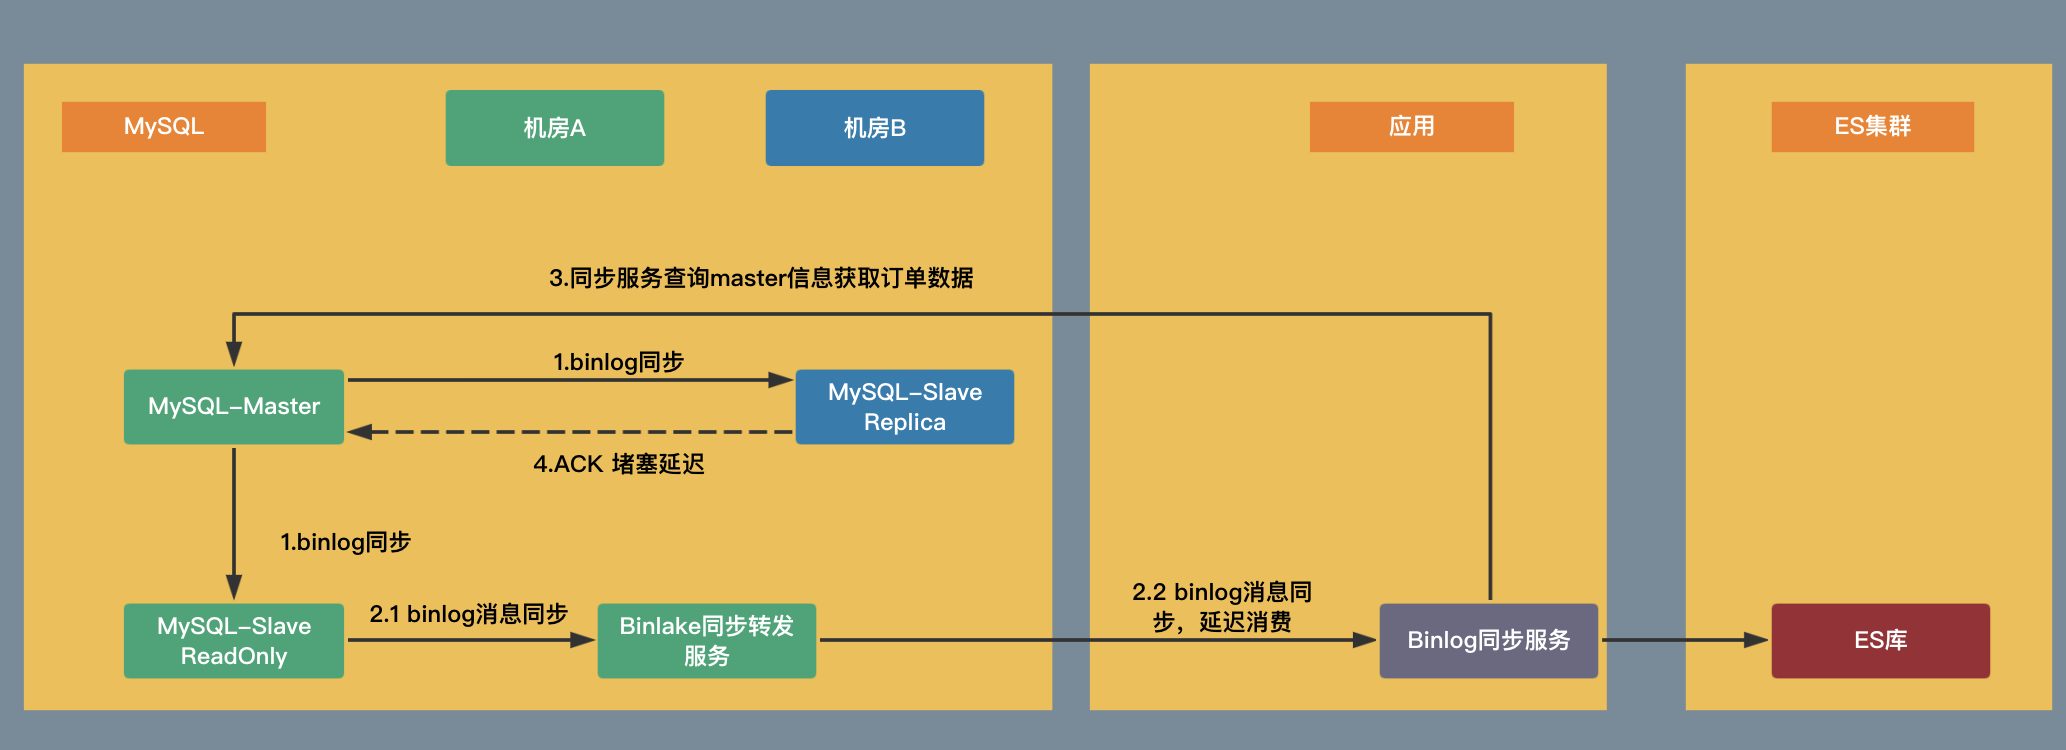 MySQL
机房A
机房B
应用
ES集群
3.同步服务查询master信息获取订单数据
1.binlog同步
MySQL-Master
MySQL-Slave
Replica
4.ACK 堵塞延迟
1.binlog同步
2.1 binlog消息同步
2.2 binlog消息同
步，延迟消费
MySQL-Slave
ReadOnly
Binlake同步转发
服务
Binlog同步服务
ES库